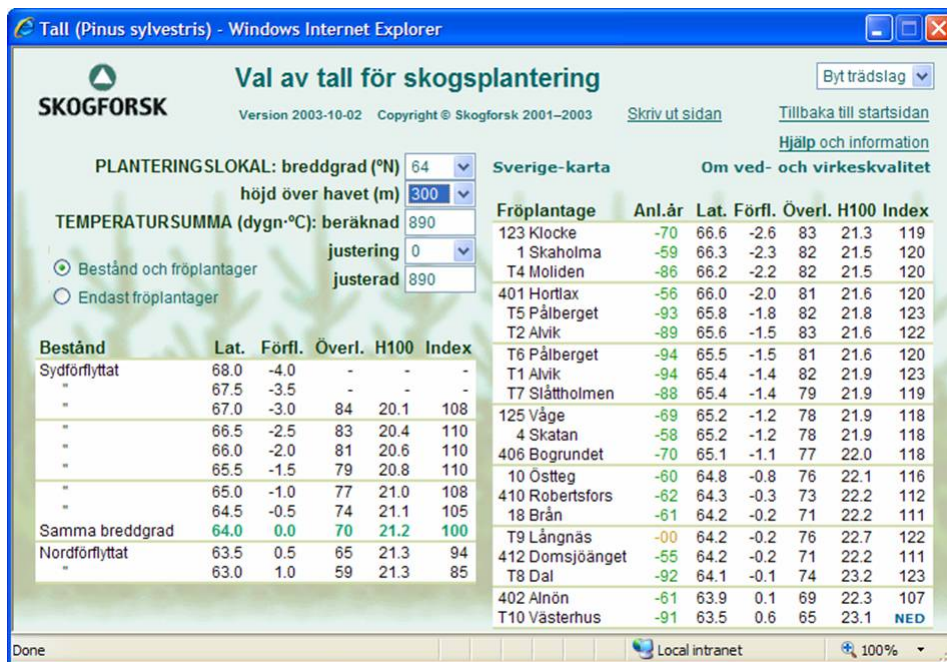 Tall (Pinus sylvestris) - Windows Internet Explorer
SKOGFORSK
Val av tall för skogsplantering
Byt trädslag
Version 2003-10-02 Copyright © Skogforsk 2001–2003
Skriv ut sidan
Tillbaka till startsidan
Hjälp och information
PLANTERINGSLOKAL: breddgrad (ºN) 64
höjd över havet (m) 300
TEMPERATURSUMMA (dygn·ºC): beräknad 890
justering 0
justerad 890
Bestånd och fröplantager
Endast fröplantager
Bestånd Lat. Förfl. Överl. H100 Index
Sydförflyttat 68.0 -4.0 - - -
" 67.5 -3.5 - - -
" 67.0 -3.0 84 20.1 108
" 66.5 -2.5 83 20.4 110
" 66.0 -2.0 81 20.6 110
" 65.5 -1.5 79 20.8 110
" 65.0 -1.0 77 21.0 108
" 64.5 -0.5 74 21.1 105
Samma breddgrad 64.0 0.0 70 21.2 100
Nordförflyttat 63.5 0.5 65 21.3 94
" 63.0 1.0 59 21.3 85
Sverige-karta
Om ved- och virkeskvalitet
Fröplantage Anl.år Lat. Förfl. Överl. H100 Index
123 Klocke -70 66.6 -2.6 83 21.3 119
1 Skaholma -59 66.3 -2.3 82 21.5 120
T4 Moliden -86 66.2 -2.2 82 21.5 120
401 Hortlax -56 66.0 -2.0 81 21.6 120
T5 Pålberget -93 65.8 -1.8 82 21.8 123
T2 Alvik -89 65.6 -1.5 83 21.6 122
T6 Pålberget -94 65.5 -1.5 81 21.6 120
T1 Alvik -94 65.4 -1.4 82 21.9 123
T7 Slåttholmen -88 65.4 -1.4 79 21.9 119
125 Våge -69 65.2 -1.2 78 21.9 118
4 Skatan -58 65.2 -1.2 78 21.9 118
406 Bogrundet -70 65.1 -1.1 77 22.0 118
10 Östteg -60 64.8 -0.8 76 22.1 116
410 Robertsfors -62 64.3 -0.3 73 22.2 112
18 Brån -61 64.2 -0.2 71 22.2 111
T9 Långnäs -00 64.2 -0.2 76 22.7 122
412 Domsjöänget -55 64.2 -0.2 71 22.2 111
T8 Dal -92 64.1 -0.1 74 23.2 123
402 Alnön -61 63.9 0.1 69 22.3 107
T10 Västerhus -91 63.5 0.6 65 23.1 NED
Done
Local intranet
100%